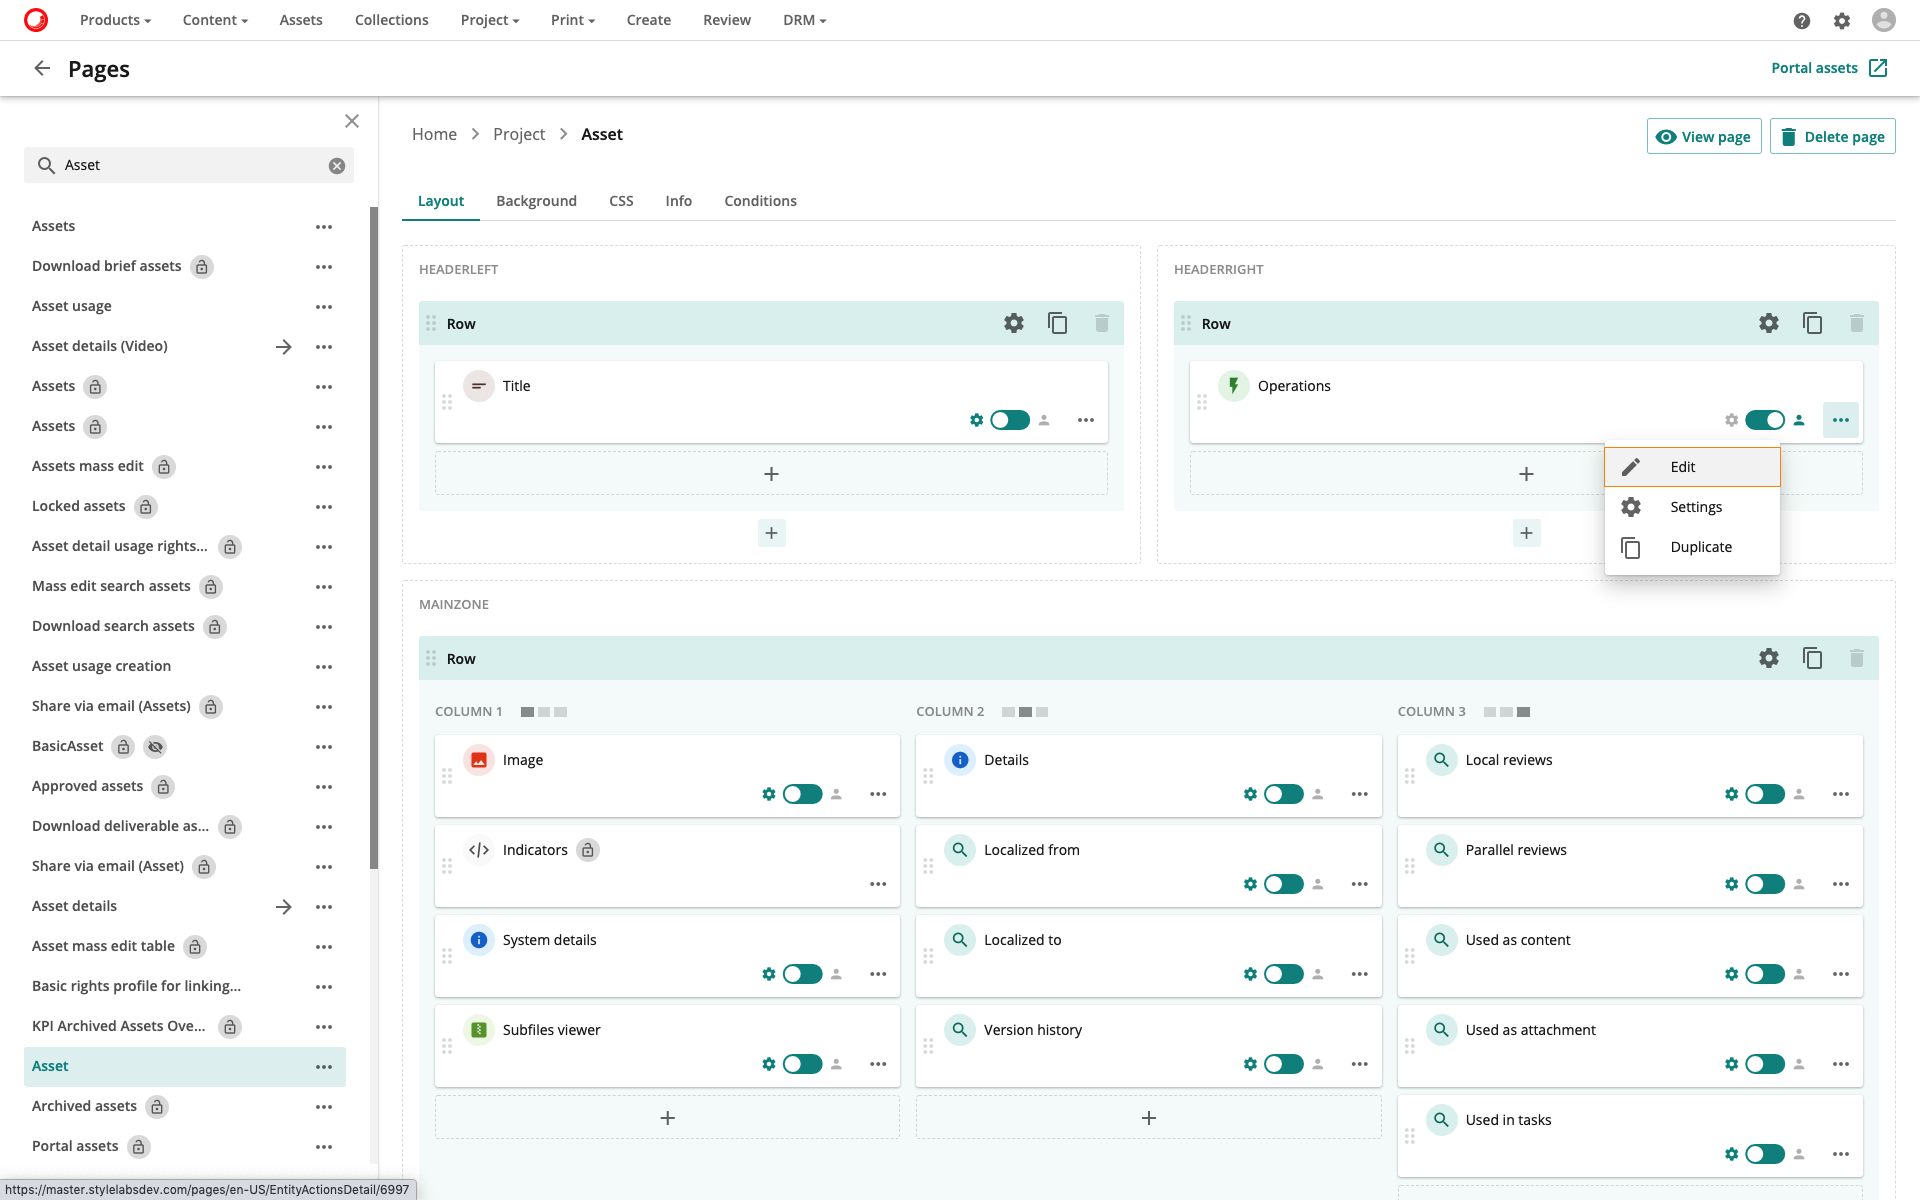 Products
Content
Assets
Collections
Project
Print
Create
Review
DRM
Pages
Portal assets
Asset
Assets
Download brief assets
Asset usage
Asset details (Video)
Assets
Assets
Assets mass edit
Locked assets
Asset detail usage rights...
Mass edit search assets
Download search assets
Asset usage creation
Share via email (Assets)
BasicAsset
Approved assets
Download deliverable as...
Share via email (Asset)
Asset details
Asset mass edit table
Basic rights profile for linking...
KPI Archived Assets Ove...
Asset
Archived assets
Portal assets
https://master.stylelabsdev.com/pages/en-US/EntityActionsDetail/6997
Home > Project > Asset
View page
Delete page
Layout
Background
CSS
Info
Conditions
HEADERLEFT
Row
Title
HEADERRIGHT
Row
Operations
Edit
Settings
Duplicate
MAINZONE
Row
COLUMN 1
Image
Indicators
System details
Subfiles viewer
COLUMN 2
Details
Localized from
Localized to
Version history
COLUMN 3
Local reviews
Parallel reviews
Used as content
Used as attachment
Used in tasks